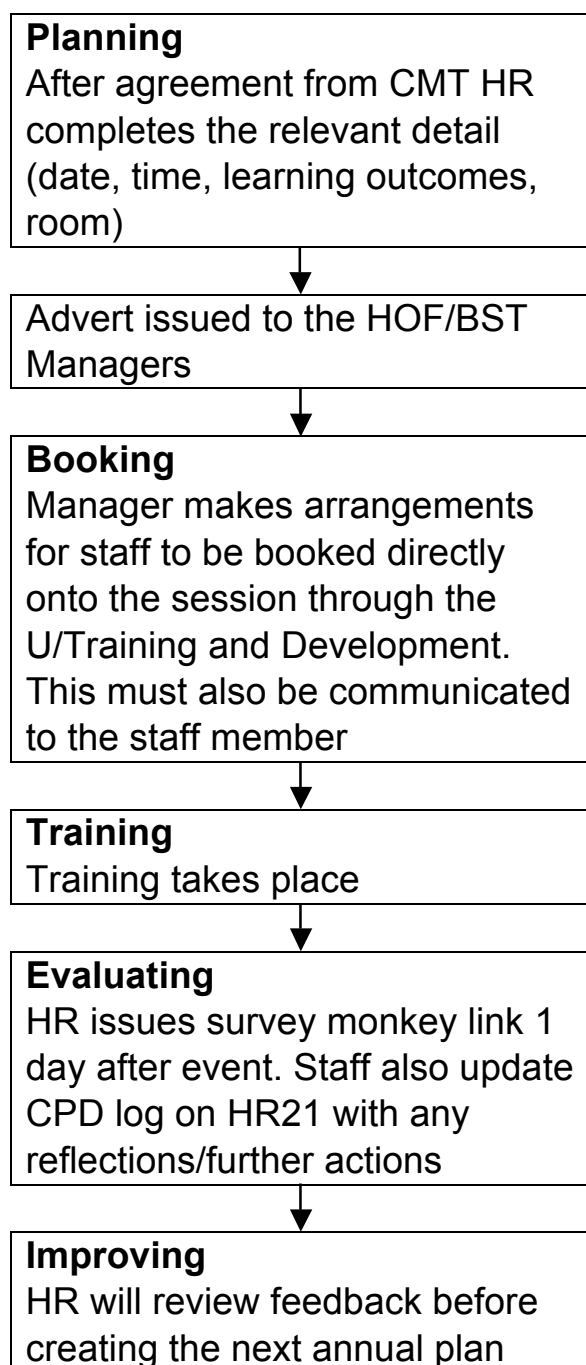 Planning
After agreement from CMT HR
completes the relevant detail
(date, time, learning outcomes,
room)
Advert issued to the HOF/BST
Managers
Booking
Manager makes arrangements
for staff to be booked directly
onto the session through the
U/Training and Development.
This must also be communicated
to the staff member
Training
Training takes place
Evaluating
HR issues survey monkey link 1
day after event. Staff also update
CPD log on HR21 with any
reflections/further actions
Improving
HR will review feedback before
creating the next annual plan